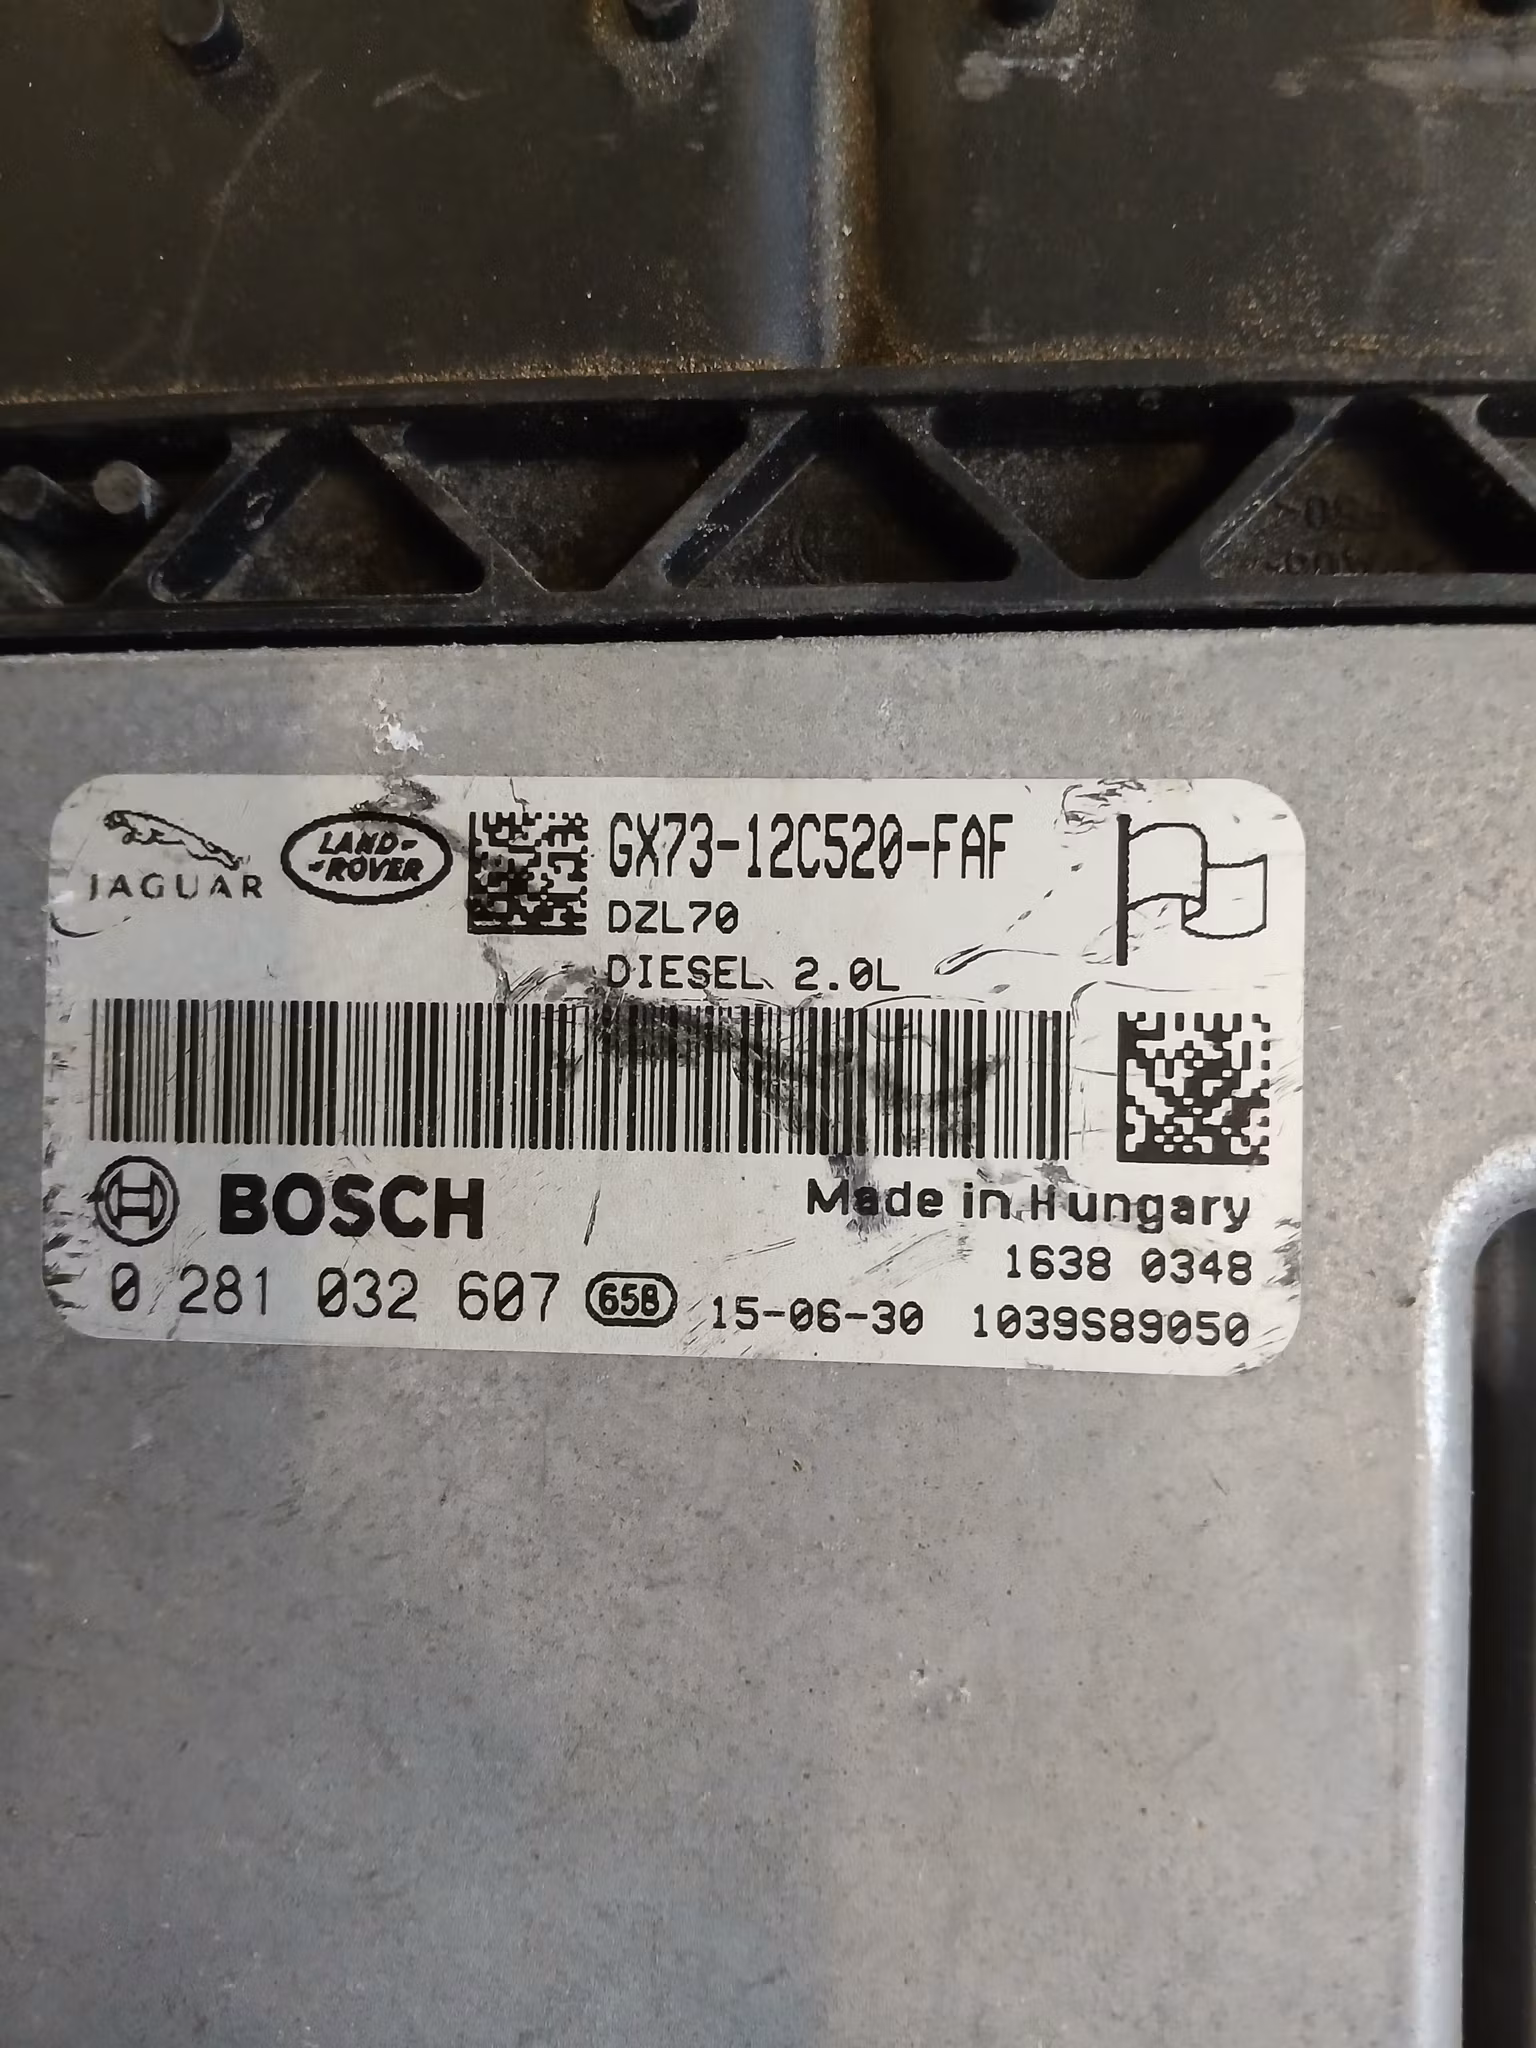 JAGUAR
LAND-
-ROVER
GX73-12C520-FAF
DZL70
DIESEL 2.0L
BOSCH
Made in Hungary
1638 0348
0 281 032 607 65B 15-06-30 1039S89050